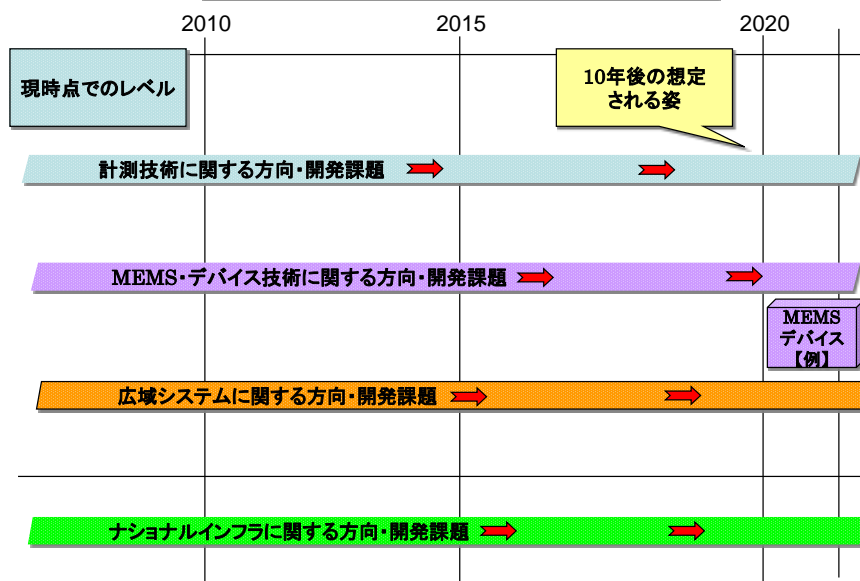 2010 2015 2020
現時点でのレベル
10年後の想定
される姿
計測技術に関する方向・開発課題
MEMS・デバイス技術に関する方向・開発課題
MEMS
デバイス
【例】
広域システムに関する方向・開発課題
ナショナルインフラに関する方向・開発課題